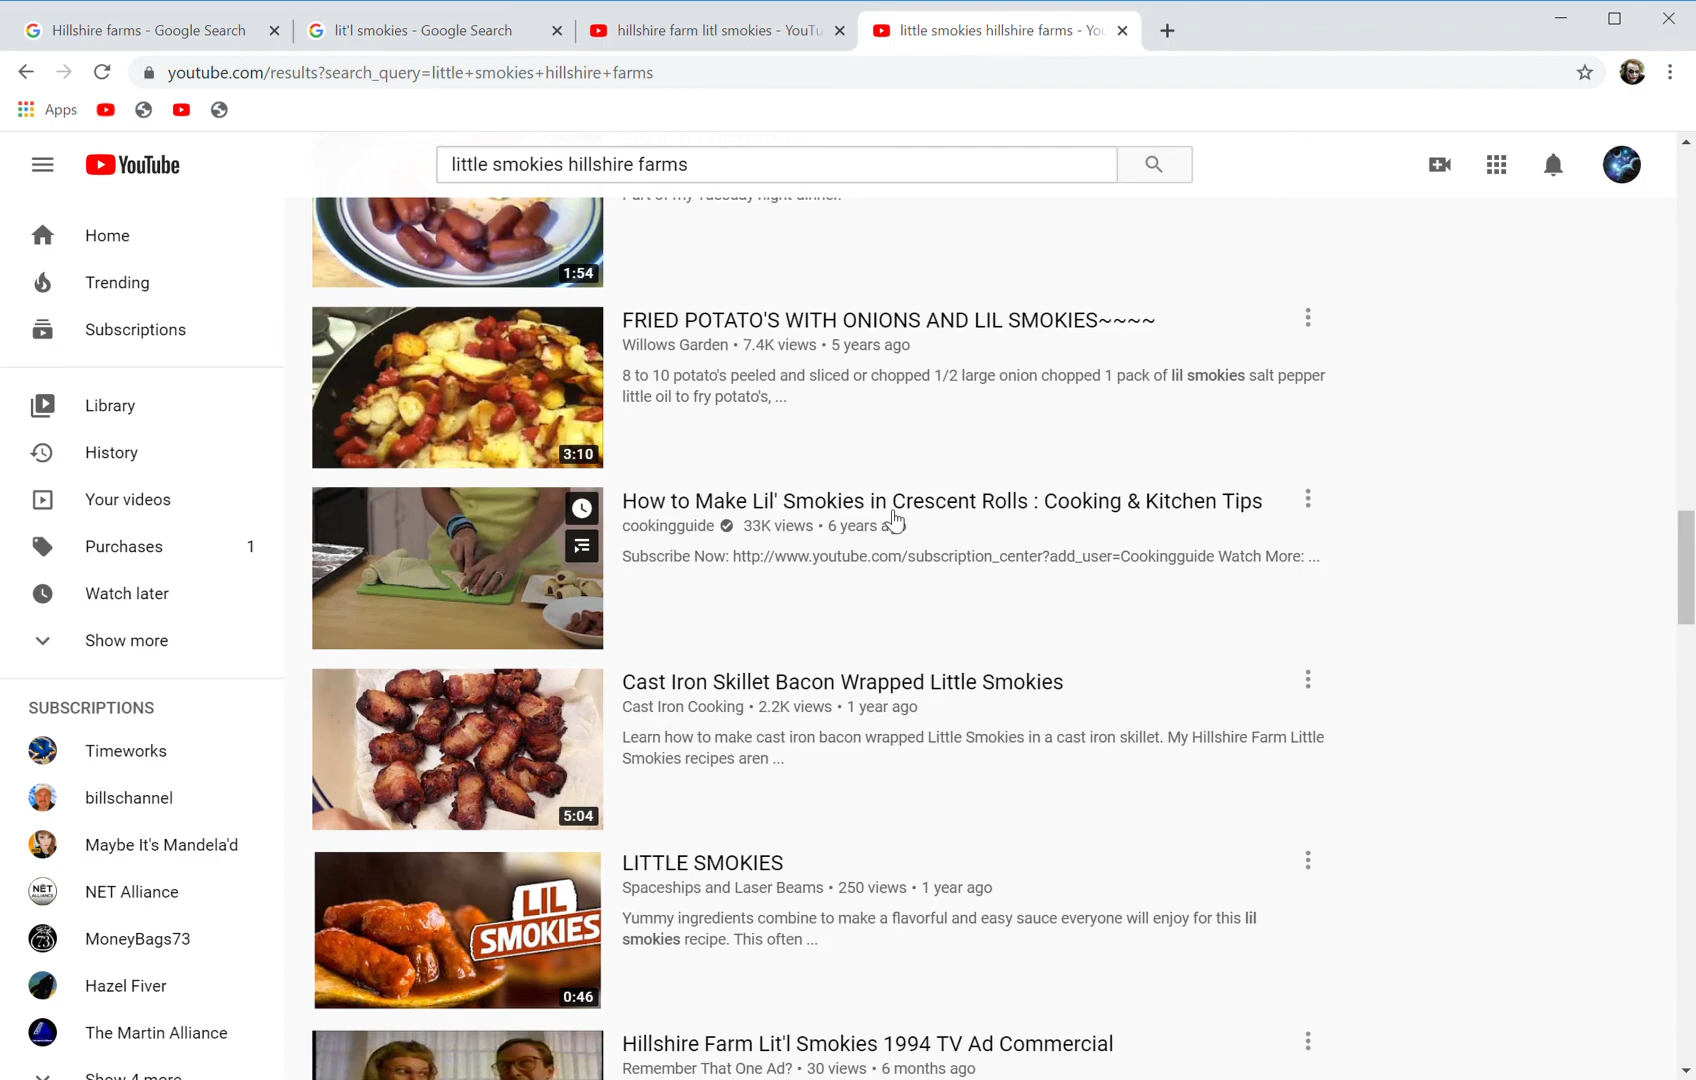 Hillshire farms - Google Search
lit'l smokies - Google Search
hillshire farm litl smokies - YouTu
little smokies hillshire farms - You
youtube.com/results?search_query=little+smokies+hillshire+farms
Apps
YouTube
little smokies hillshire farms
Home
Trending
Subscriptions
Library
History
Your videos
Purchases 1
Watch later
Show more
SUBSCRIPTIONS
Timeworks
billschannel
Maybe It's Mandela'd
NET Alliance
MoneyBags73
Hazel Fiver
The Martin Alliance
Show 4 more
Part of my Tuesday night dinner.
1:54
FRIED POTATO'S WITH ONIONS AND LIL SMOKIES~~~~
Willows Garden • 7.4K views • 5 years ago
8 to 10 potato's peeled and sliced or chopped 1/2 large onion chopped 1 pack of lil smokies salt pepper
little oil to fry potato's, ...
3:10
How to Make Lil' Smokies in Crescent Rolls : Cooking & Kitchen Tips
cookingguide 33K views • 6 years ago
Subscribe Now: http://www.youtube.com/subscription_center?add_user=Cookingguide Watch More: ...
Cast Iron Skillet Bacon Wrapped Little Smokies
Cast Iron Cooking • 2.2K views • 1 year ago
Learn how to make cast iron bacon wrapped Little Smokies in a cast iron skillet. My Hillshire Farm Little
Smokies recipes aren ...
5:04
LITTLE SMOKIES
Spaceships and Laser Beams • 250 views • 1 year ago
Yummy ingredients combine to make a flavorful and easy sauce everyone will enjoy for this lil
smokies recipe. This often ...
LIL
SMOKIES
0:46
Hillshire Farm Lit'l Smokies 1994 TV Ad Commercial
Remember That One Ad? • 30 views • 6 months ago